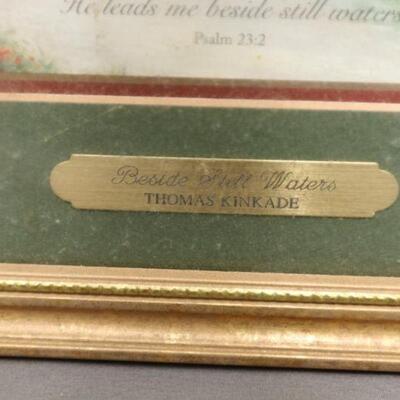 He leads me beside still waters
Psalm 23:2
Beside Still Waters
THOMAS KINKADE